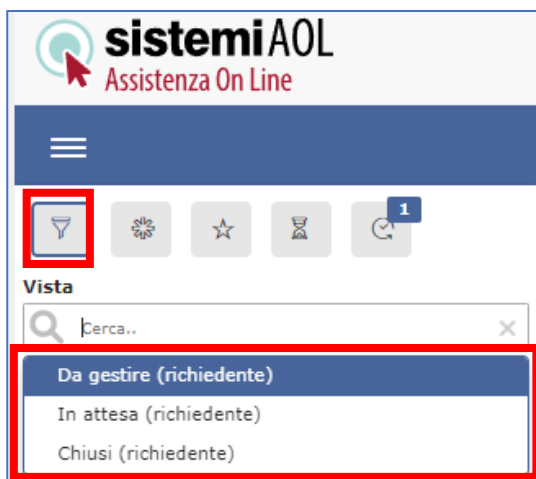 sistemiAOL
Assistenza On Line
1
Vista
Cerca..
Da gestire (richiedente)
In attesa (richiedente)
Chiusi (richiedente)